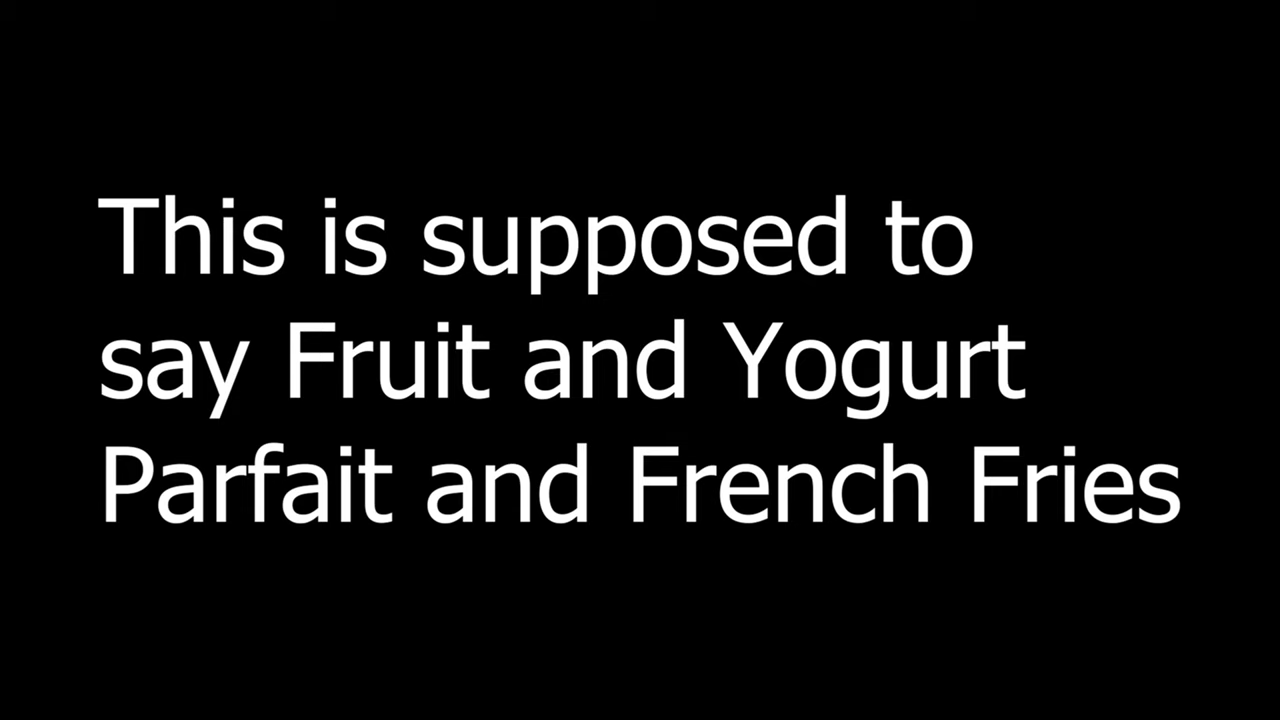 This is supposed to
say Fruit and Yogurt
Parfait and French Fries